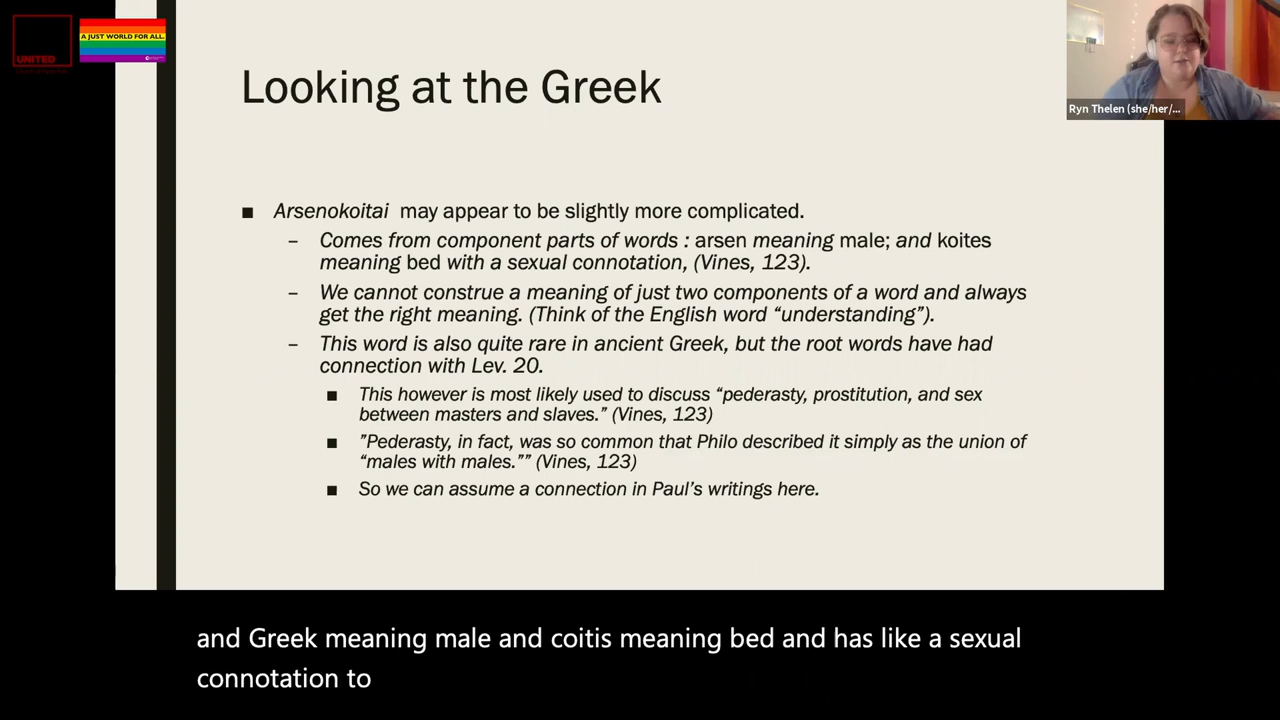 UNITED
A JUST WORLD FOR ALL.
Ryn Thelen (she/her/...
Looking at the Greek
■ Arsenokoitai may appear to be slightly more complicated.
– Comes from component parts of words : arsen meaning male; and koites
meaning bed with a sexual connotation, (Vines, 123).
– We cannot construe a meaning of just two components of a word and always
get the right meaning. (Think of the English word “understanding”).
– This word is also quite rare in ancient Greek, but the root words have had
connection with Lev. 20.
■ This however is most likely used to discuss “pederasty, prostitution, and sex
between masters and slaves.” (Vines, 123)
■ ”Pederasty, in fact, was so common that Philo described it simply as the union of
“males with males.”” (Vines, 123)
■ So we can assume a connection in Paul’s writings here.
and Greek meaning male and coitis meaning bed and has like a sexual
connotation to